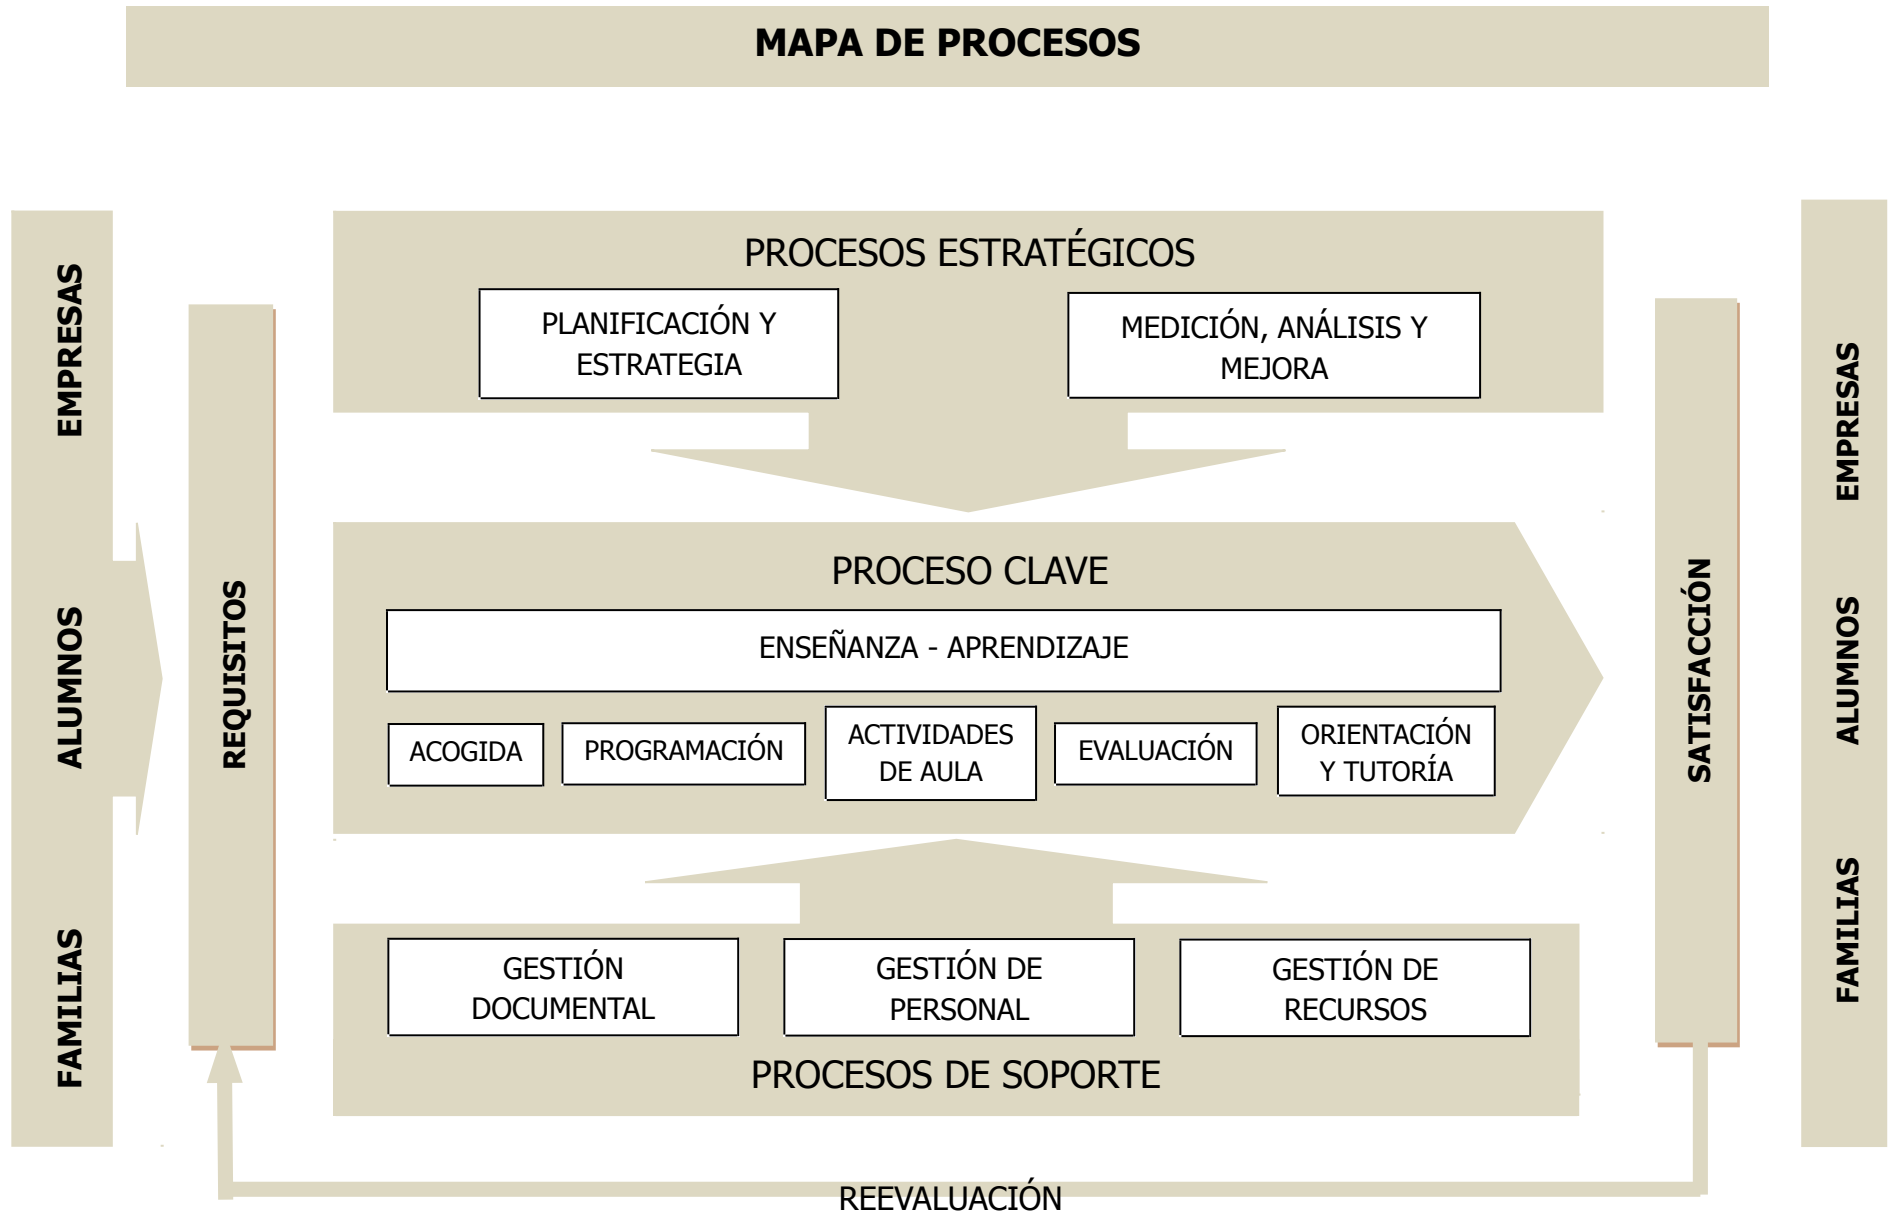 MAPA DE PROCESOS
EMPRESAS
ALUMNOS
FAMILIAS
REQUISITOS
PROCESOS ESTRATÉGICOS
PLANIFICACIÓN Y
ESTRATEGIA
MEDICIÓN, ANÁLISIS Y
MEJORA
PROCESO CLAVE
ENSEÑANZA - APRENDIZAJE
ACOGIDA
PROGRAMACIÓN
ACTIVIDADES
DE AULA
EVALUACIÓN
ORIENTACIÓN
Y TUTORÍA
GESTIÓN
DOCUMENTAL
GESTIÓN DE
PERSONAL
GESTIÓN DE
RECURSOS
PROCESOS DE SOPORTE
SATISFACCIÓN
EMPRESAS
ALUMNOS
FAMILIAS
REEVALUACIÓN